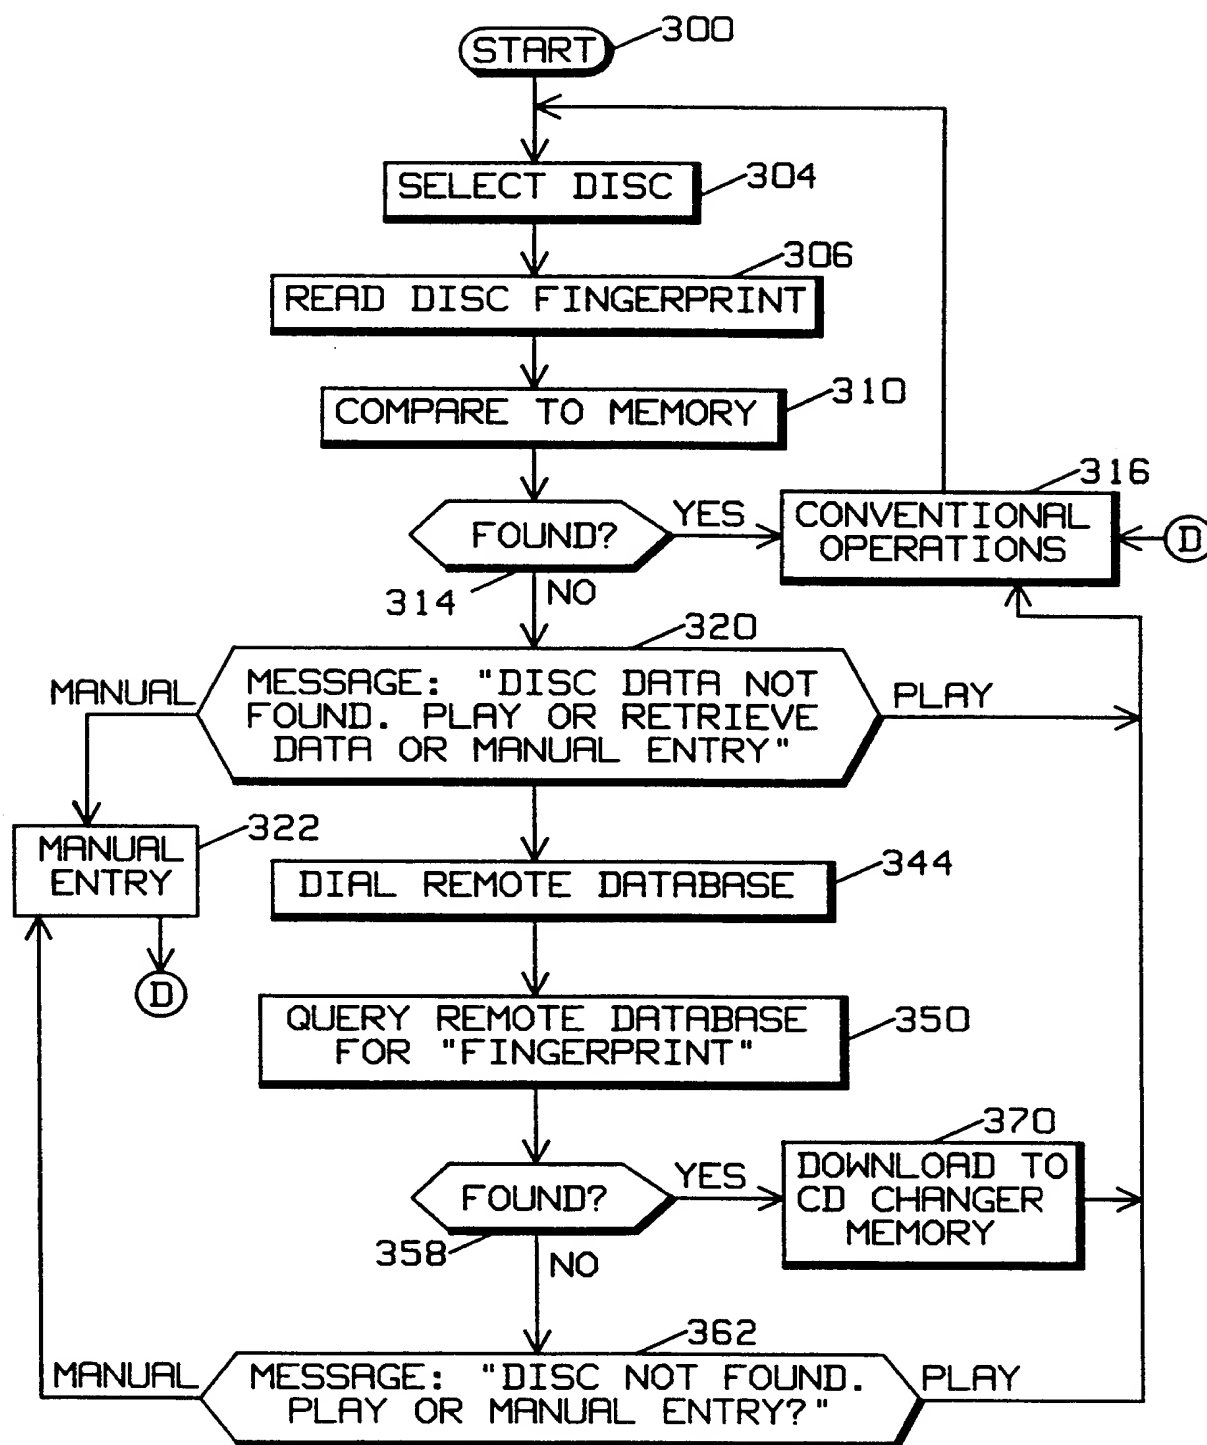 START
300
SELECT DISC
304
306
READ DISC FINGERPRINT
COMPARE TO MEMORY
310
316
FOUND?
YES
CONVENTIONAL
OPERATIONS
D
314
NO
320
MANUAL
MESSAGE: "DISC DATA NOT
FOUND. PLAY OR RETRIEVE
DATA OR MANUAL ENTRY"
PLAY
322
MANUAL
ENTRY
D
DIAL REMOTE DATABASE
344
QUERY REMOTE DATABASE
FOR "FINGERPRINT"
350
370
FOUND?
YES
DOWNLOAD TO
CD CHANGER
MEMORY
358
NO
362
MANUAL
MESSAGE: "DISC NOT FOUND.
PLAY OR MANUAL ENTRY?"
PLAY